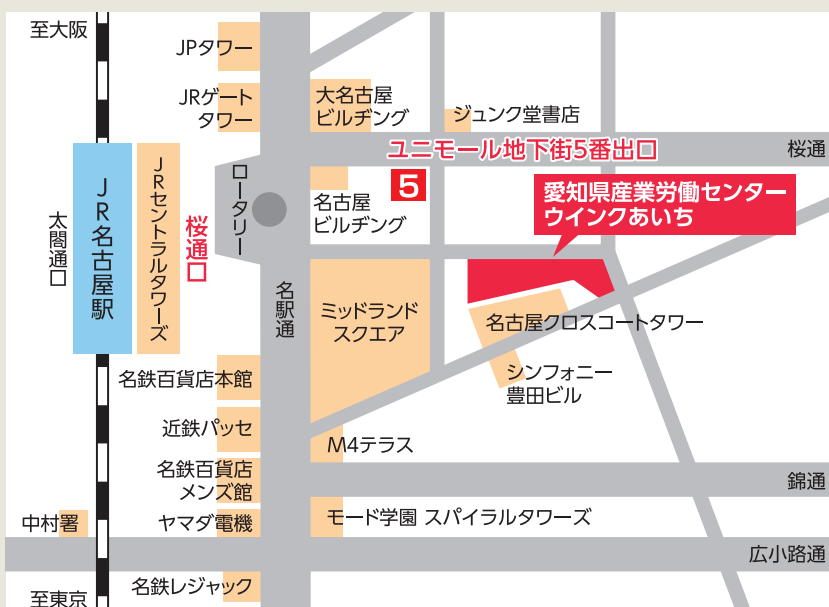 至大阪
JPタワー
JRゲート
タワー
大名古屋
ビルヂング
ジュンク堂書店
ユニモール地下街5番出口
桜通
JR名古屋駅
JRセントラルタワーズ
太閤通口
桜通口
ロータリー
名古屋
ビルヂング
5
愛知県産業労働センター
ウインクあいち
名駅通
ミッドランド
スクエア
名古屋クロスコートタワー
シンフォニー
豊田ビル
名鉄百貨店本館
近鉄パッセ
M4テラス
名鉄百貨店
メンズ館
錦通
中村署
ヤマダ電機
モード学園 スパイラルタワーズ
広小路通
名鉄レジャック
至東京